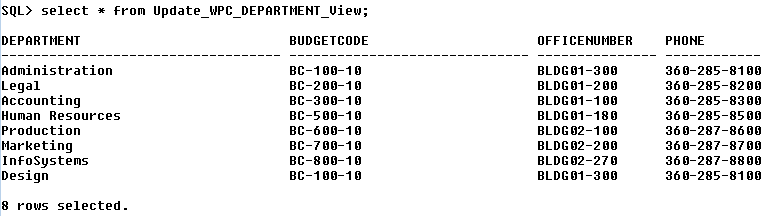 SQL> select * from Update_WPC_DEPARTMENT_View;
DEPARTMENT BUDGETCODE OFFICENUMBER PHONE
Administration BC-100-10 BLDG01-300 360-285-8100
Legal BC-200-10 BLDG01-200 360-285-8200
Accounting BC-300-10 BLDG01-100 360-285-8300
Human Resources BC-500-10 BLDG01-180 360-285-8500
Production BC-600-10 BLDG02-100 360-287-8600
Marketing BC-700-10 BLDG02-200 360-287-8700
InfoSystems BC-800-10 BLDG02-270 360-287-8800
Design BC-100-10 BLDG01-300 360-285-8100
8 rows selected.